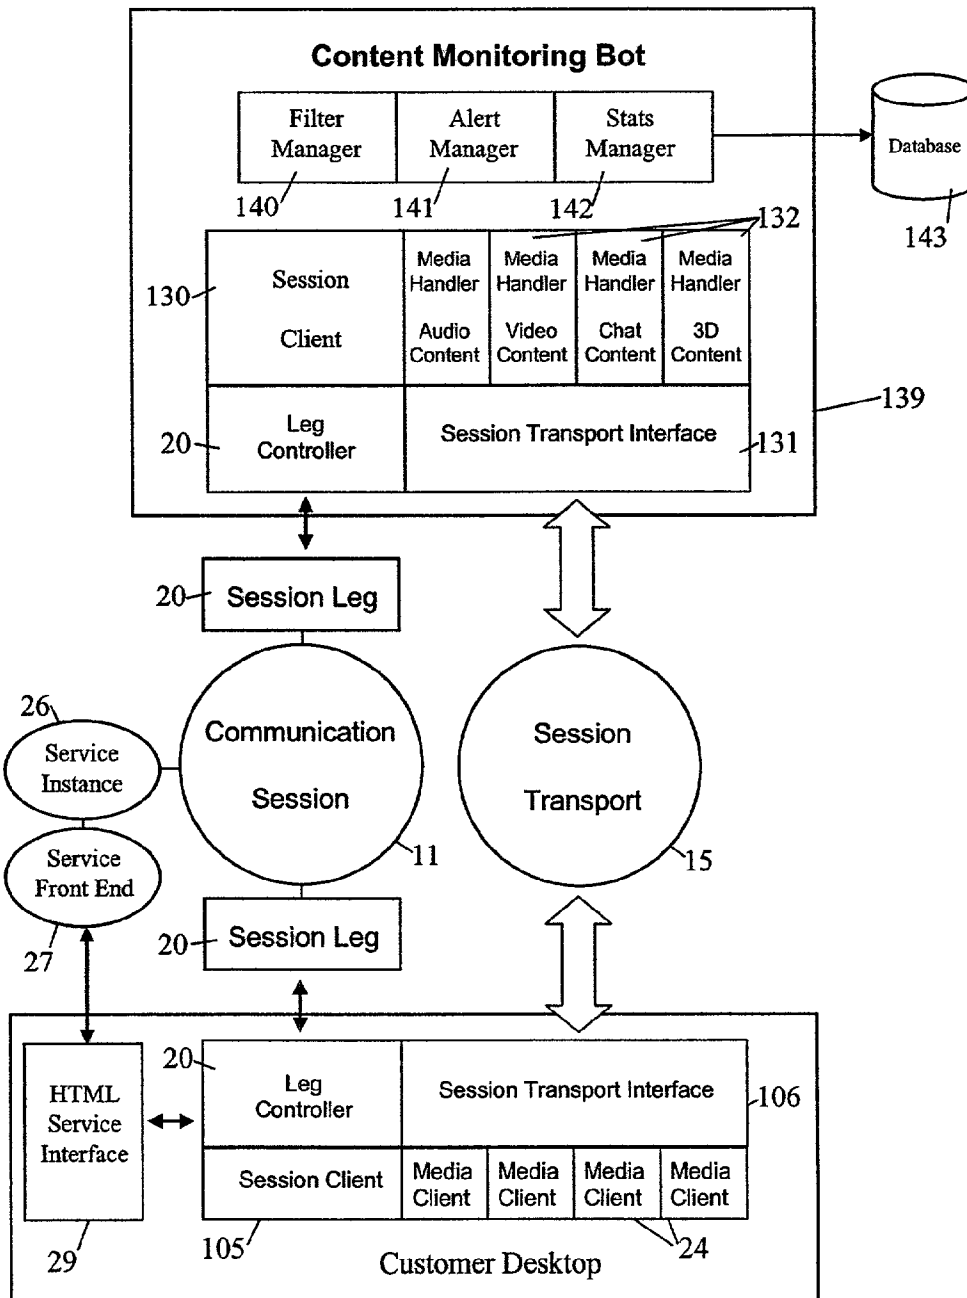 Content Monitoring Bot
Filter
Manager
Alert
Manager
Stats
Manager
Database
140
141
142
132
143
130
Session
Client
Media
Handler
Audio
Content
Media
Handler
Video
Content
Media
Handler
Chat
Content
Media
Handler
3D
Content
139
20
Leg
Controller
Session Transport Interface
131
20
Session Leg
26
Service
Instance
Communication
Session
Session
Transport
Service
Front End
11
15
27
20
Session Leg
HTML
Service
Interface
20
Leg
Controller
Session Transport Interface
106
Session Client
Media
Client
Media
Client
Media
Client
Media
Client
29
105
24
Customer Desktop